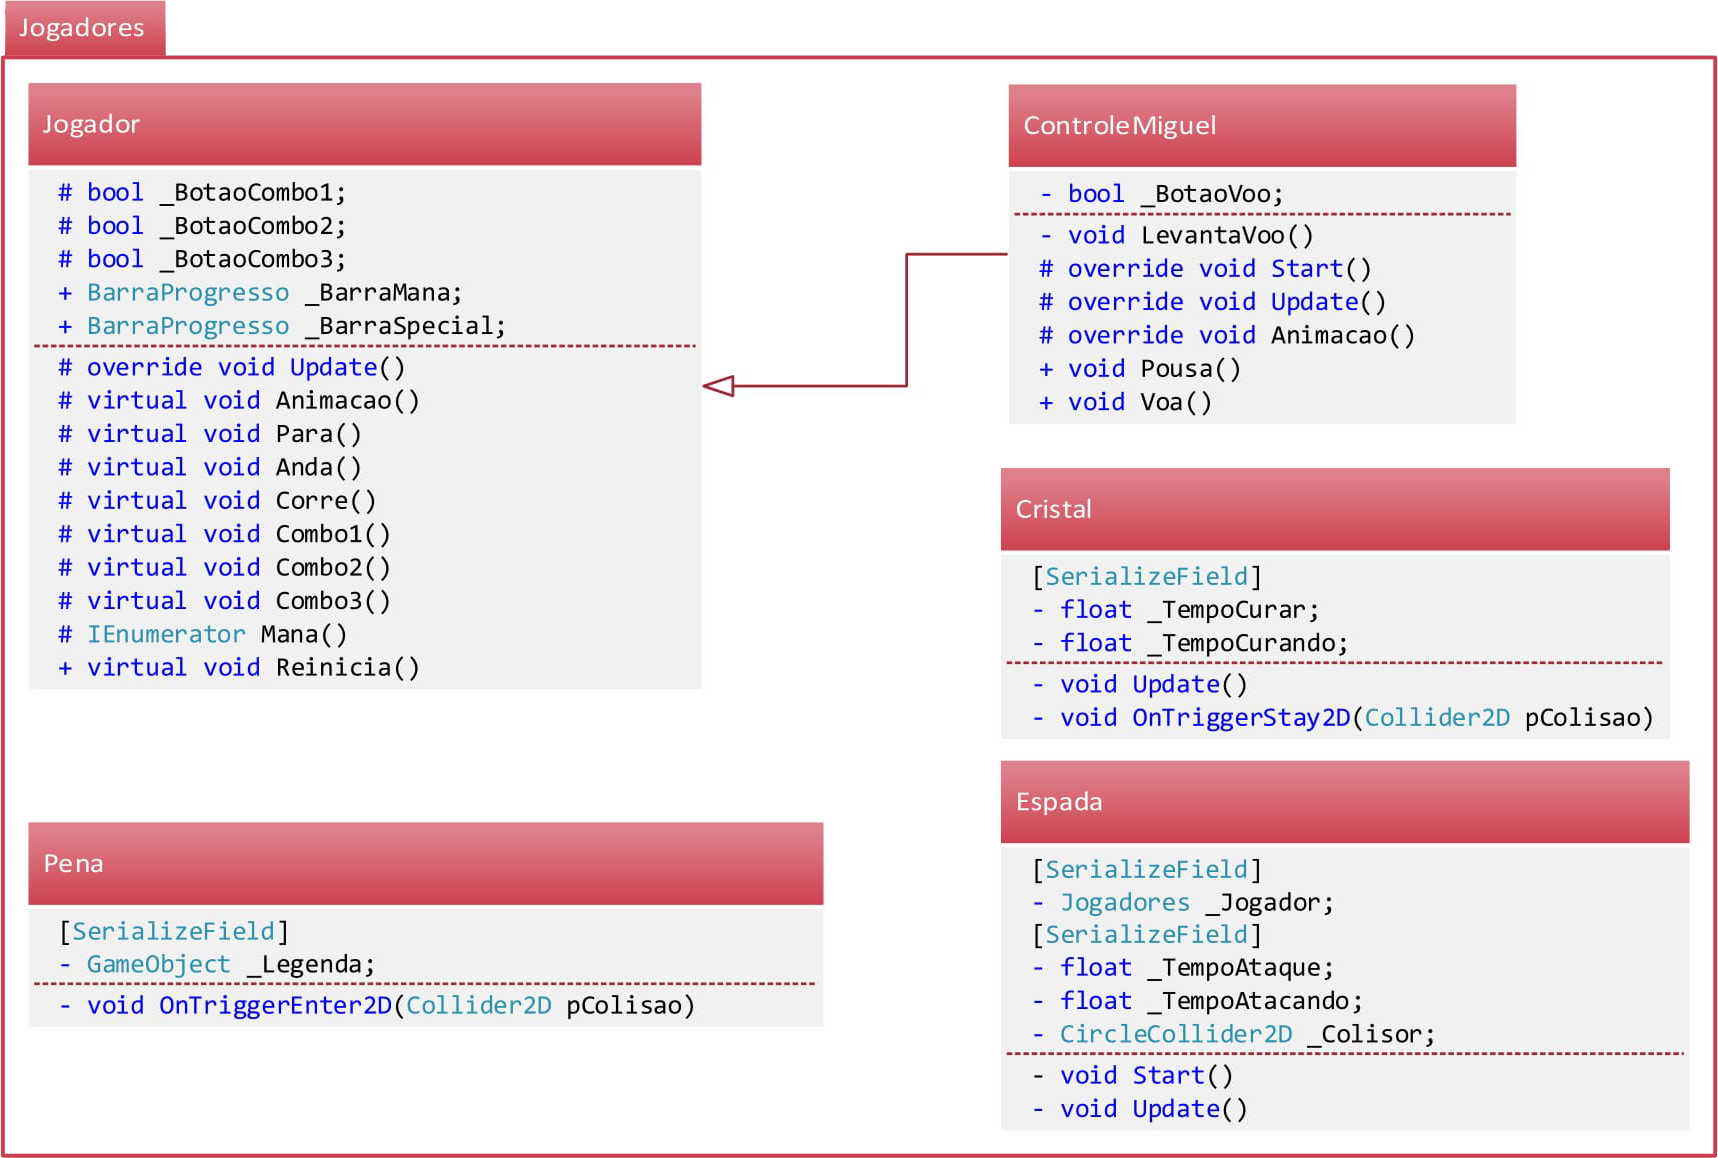 Jogadores
Jogador
# bool _BotaoCombo1;
# bool _BotaoCombo2;
# bool _BotaoCombo3;
+ BarraProgresso _BarraMana;
+ BarraProgresso _BarraSpecial;
# override void Update()
# virtual void Animacao()
# virtual void Para()
# virtual void Anda()
# virtual void Corre()
# virtual void Combo1()
# virtual void Combo2()
# virtual void Combo3()
# IEnumerator Mana()
+ virtual void Reinicia()
ControleMiguel
- bool _BotaoVoo;
- void LevantaVoo()
# override void Start()
# override void Update()
# override void Animacao()
+ void Pousa()
+ void Voa()
Cristal
[SerializeField]
- float _TempoCurar;
- float _TempoCurando;
- void Update()
- void OnTriggerStay2D(Collider2D pColisao)
Pena
[SerializeField]
- GameObject _Legenda;
- void OnTriggerEnter2D(Collider2D pColisao)
Espada
[SerializeField]
- Jogadores _Jogador;
[SerializeField]
- float _TempoAtaque;
- float _TempoAtacando;
- CircleCollider2D _Colisor;
- void Start()
- void Update()